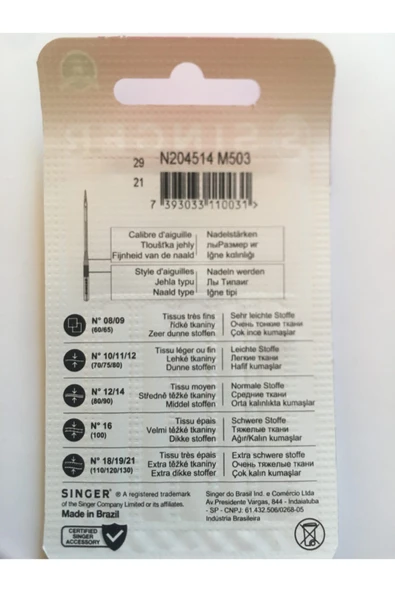 SINGER
29 N204514 M503
21
7 393033 110031>
Calibre d'aiguille Nadelstärken
Tloušťka jehly лыРазмер иг
Fijnheid van de naald İğne kalınlığı
Style d'aiguilles Nadeln werden
Jehla typu Лы Типаиг
Naald type İğne tipi
N° 08/09 (60/65)
Tissus très fins Sehr leichte Stoffe
řídké tkaniny Очень тонкие ткани
Zeer dunne stoffen Çok ince kumaşlar
N° 10/11/12 (70/75/80)
Tissu léger ou fin Leichte Stoffe
Lehké tkaniny Легкие ткани
Dunne stoffen Hafif kumaşlar
N° 12/14 (80/90)
Tissu moyen Normale Stoffe
Středně těžké tkaniny Средние ткани
Middel stoffen Orta kalınlıkta kumaşlar
N° 16 (100)
Tissu épais Schwere Stoffe
Velmi těžké tkaniny Тяжелые ткани
Dikke stoffen Ağır/Kalın kumaşlar
N° 18/19/21 (110/120/130)
Tissu très épais Extra schwere stoffe
Extra těžké tkaniny Очень тяжелые ткани
Extra dikke stoffen Çok kalın kumaşlar
SINGER ® A registered trademark
of the Singer Company Limited or its affiliates.
Made in Brazil
Singer do Brasil Ind. e Comércio Ltda
Av. Presidente Vargas, 844 - Indaiatuba
- SP - CNPJ: 61.432.506/0268-05
Indústria Brasileira
CERTIFIED
SINGER
ACCESSORY